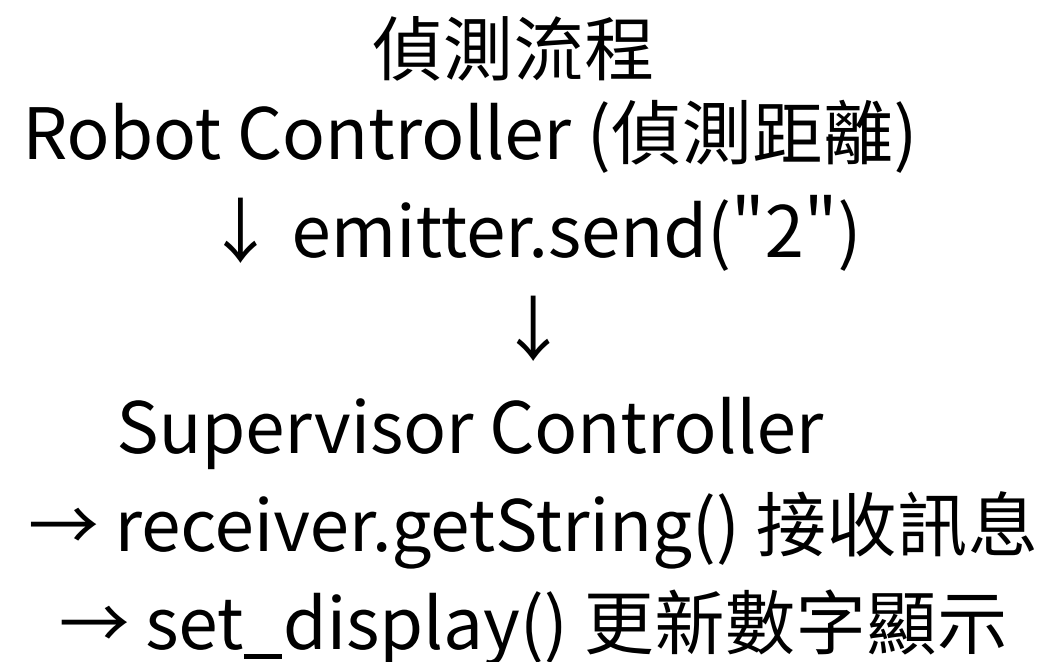 偵測流程
Robot Controller (偵測距離)
↓ emitter.send("2")
↓
Supervisor Controller
→ receiver.getString() 接收訊息
→ set_display() 更新數字顯示